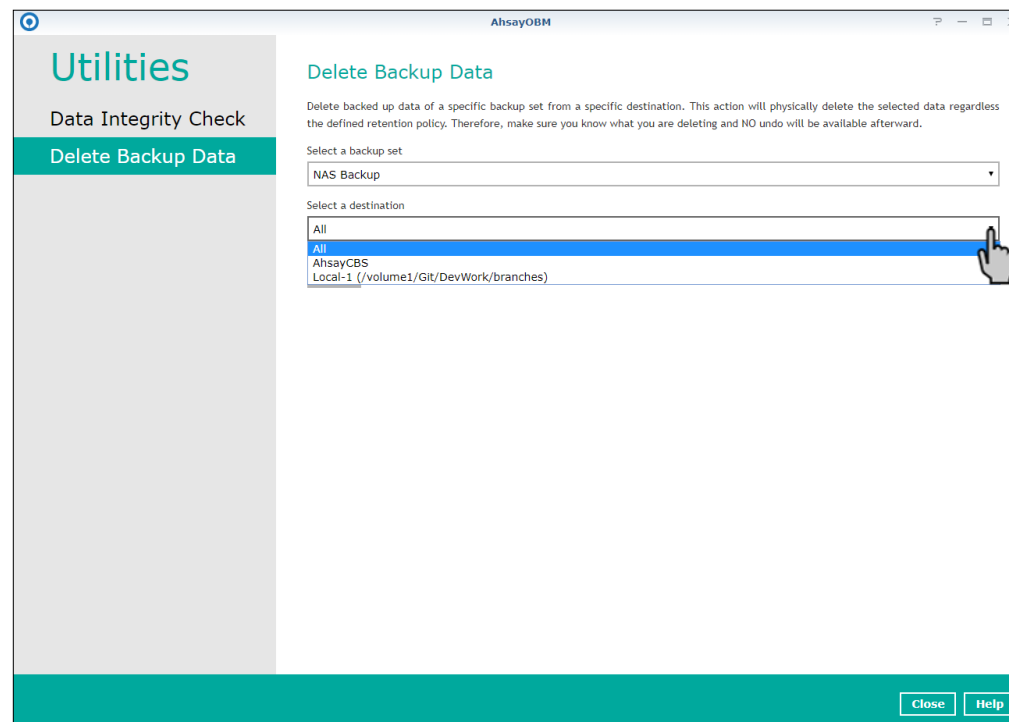 AhsayOBM
Utilities
Data Integrity Check
Delete Backup Data
Delete Backup Data
Delete backed up data of a specific backup set from a specific destination. This action will physically delete the selected data regardless
the defined retention policy. Therefore, make sure you know what you are deleting and NO undo will be available afterward.
Select a backup set
NAS Backup
Select a destination
All
All
AhsayCBS
Local-1 (/volume1/Git/DevWork/branches)
Close
Help